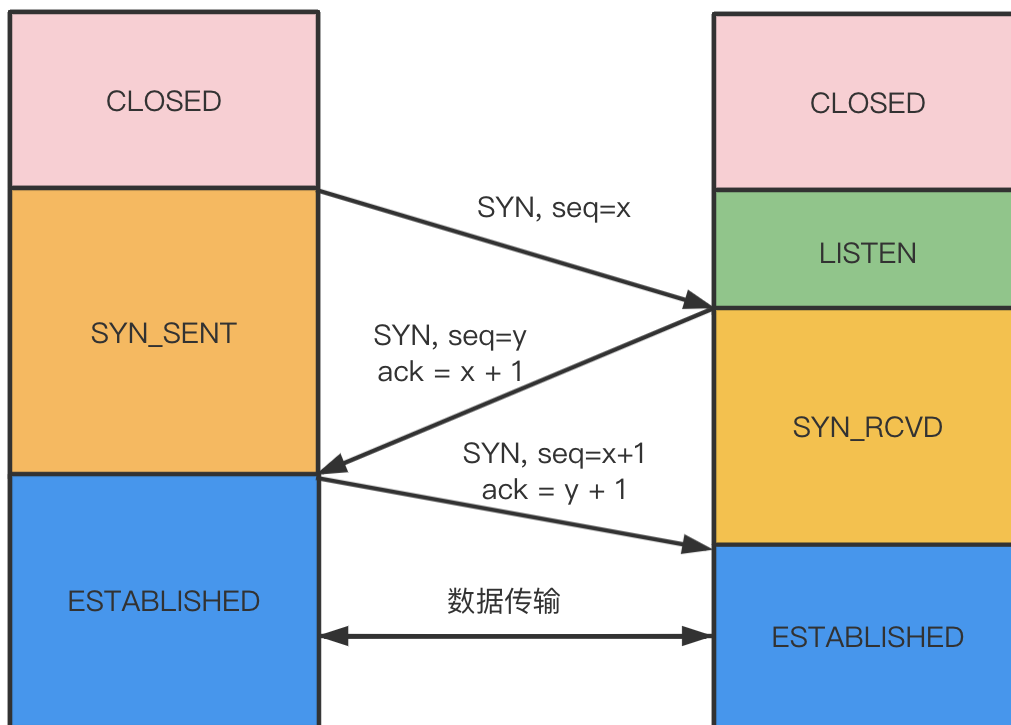 CLOSED
CLOSED
SYN, seq=x
LISTEN
SYN_SENT
SYN, seq=y
ack = x + 1
SYN_RCVD
SYN, seq=x+1
ack = y + 1
ESTABLISHED
数据传输
ESTABLISHED